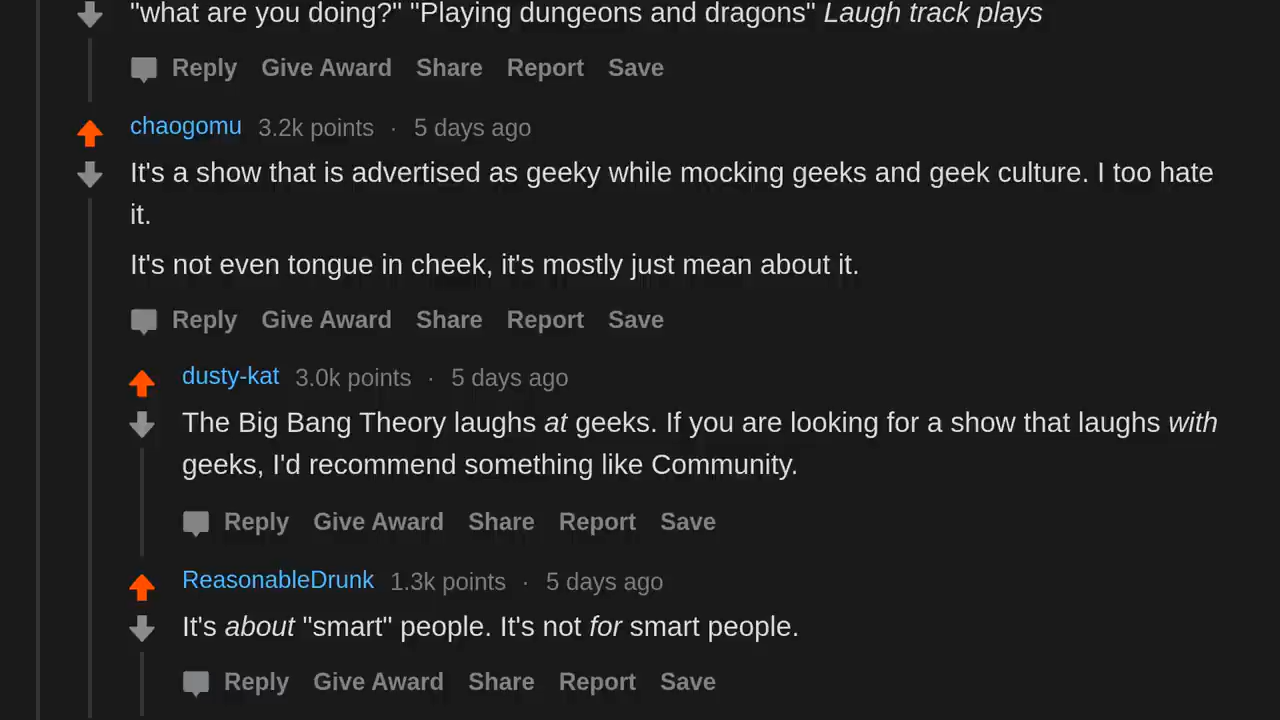 "what are you doing?" "Playing dungeons and dragons" Laugh track plays
Reply Give Award Share Report Save
chaogomu 3.2k points · 5 days ago
It's a show that is advertised as geeky while mocking geeks and geek culture. I too hate
it.
It's not even tongue in cheek, it's mostly just mean about it.
Reply Give Award Share Report Save
dusty-kat 3.0k points · 5 days ago
The Big Bang Theory laughs at geeks. If you are looking for a show that laughs with
geeks, I'd recommend something like Community.
Reply Give Award Share Report Save
ReasonableDrunk 1.3k points · 5 days ago
It's about "smart" people. It's not for smart people.
Reply Give Award Share Report Save